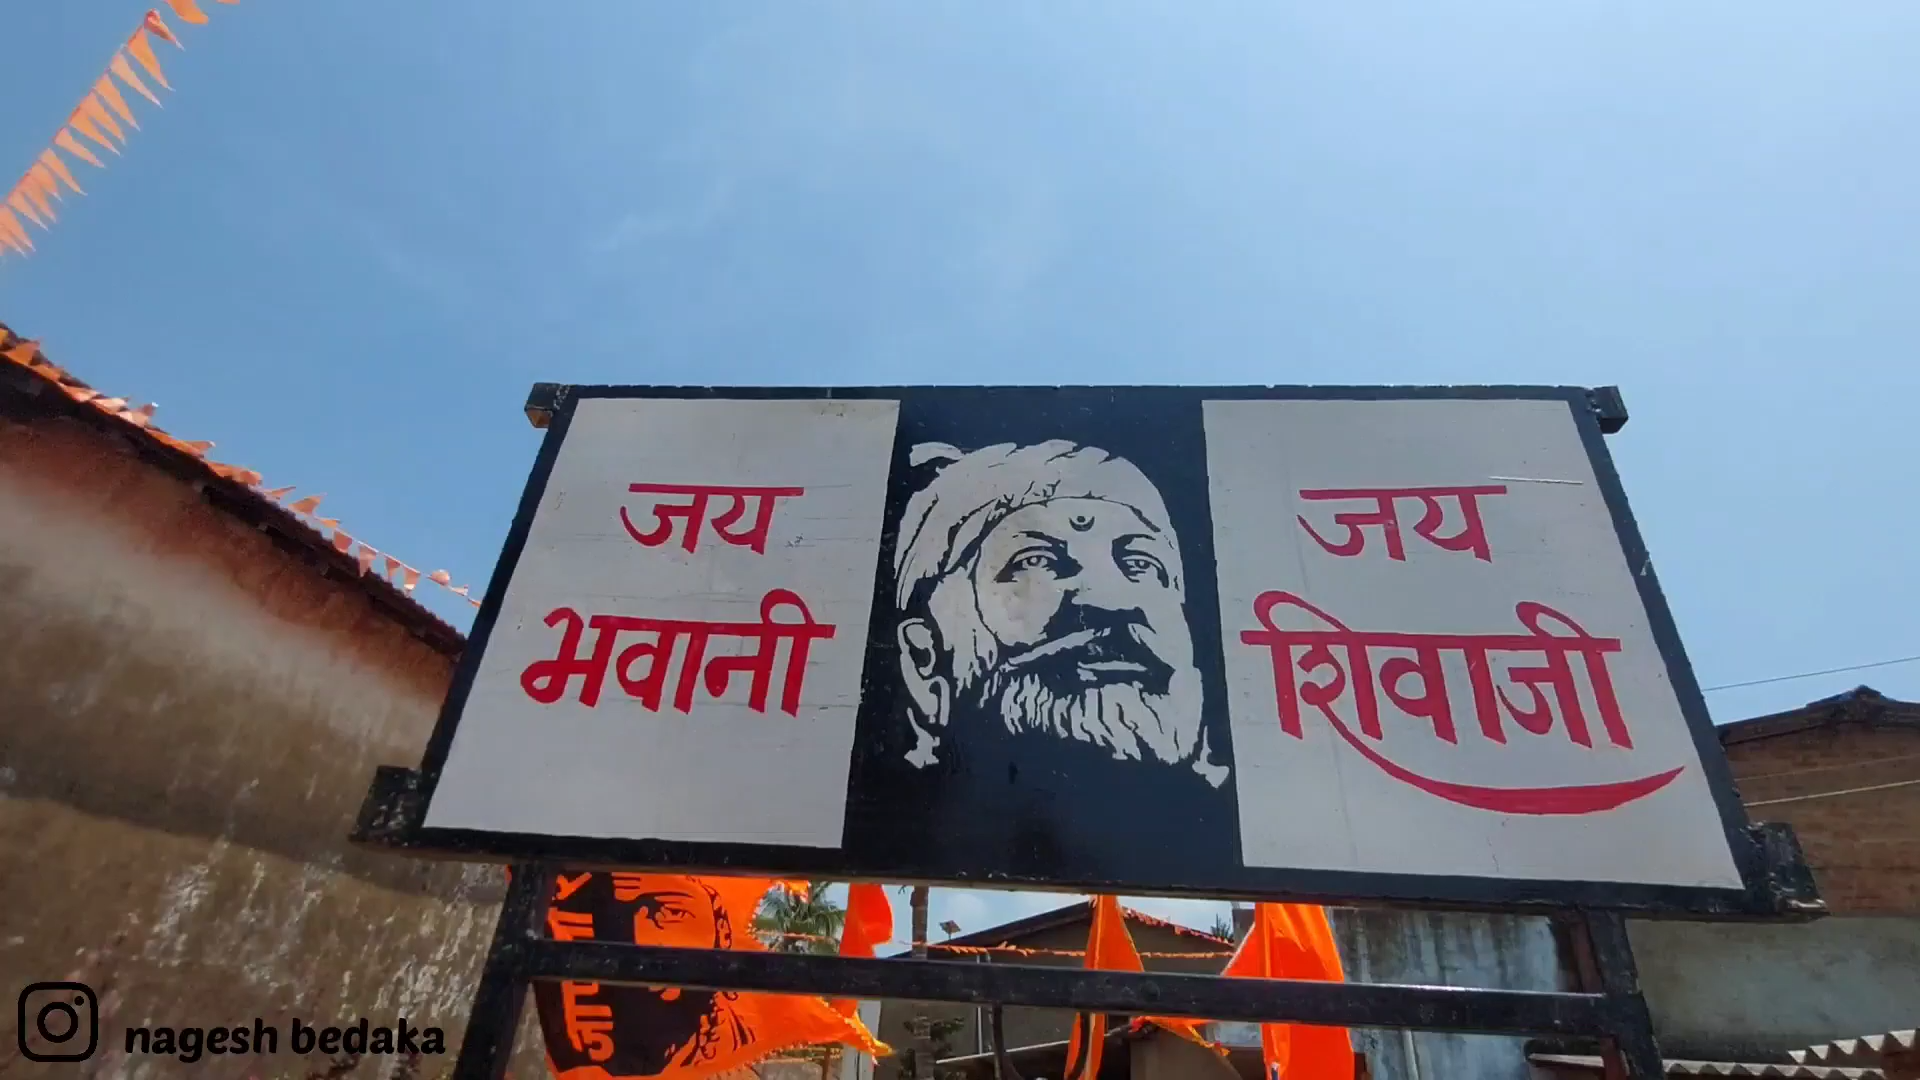 जय
भवानी
जय
शिवाजी
nagesh bedaka